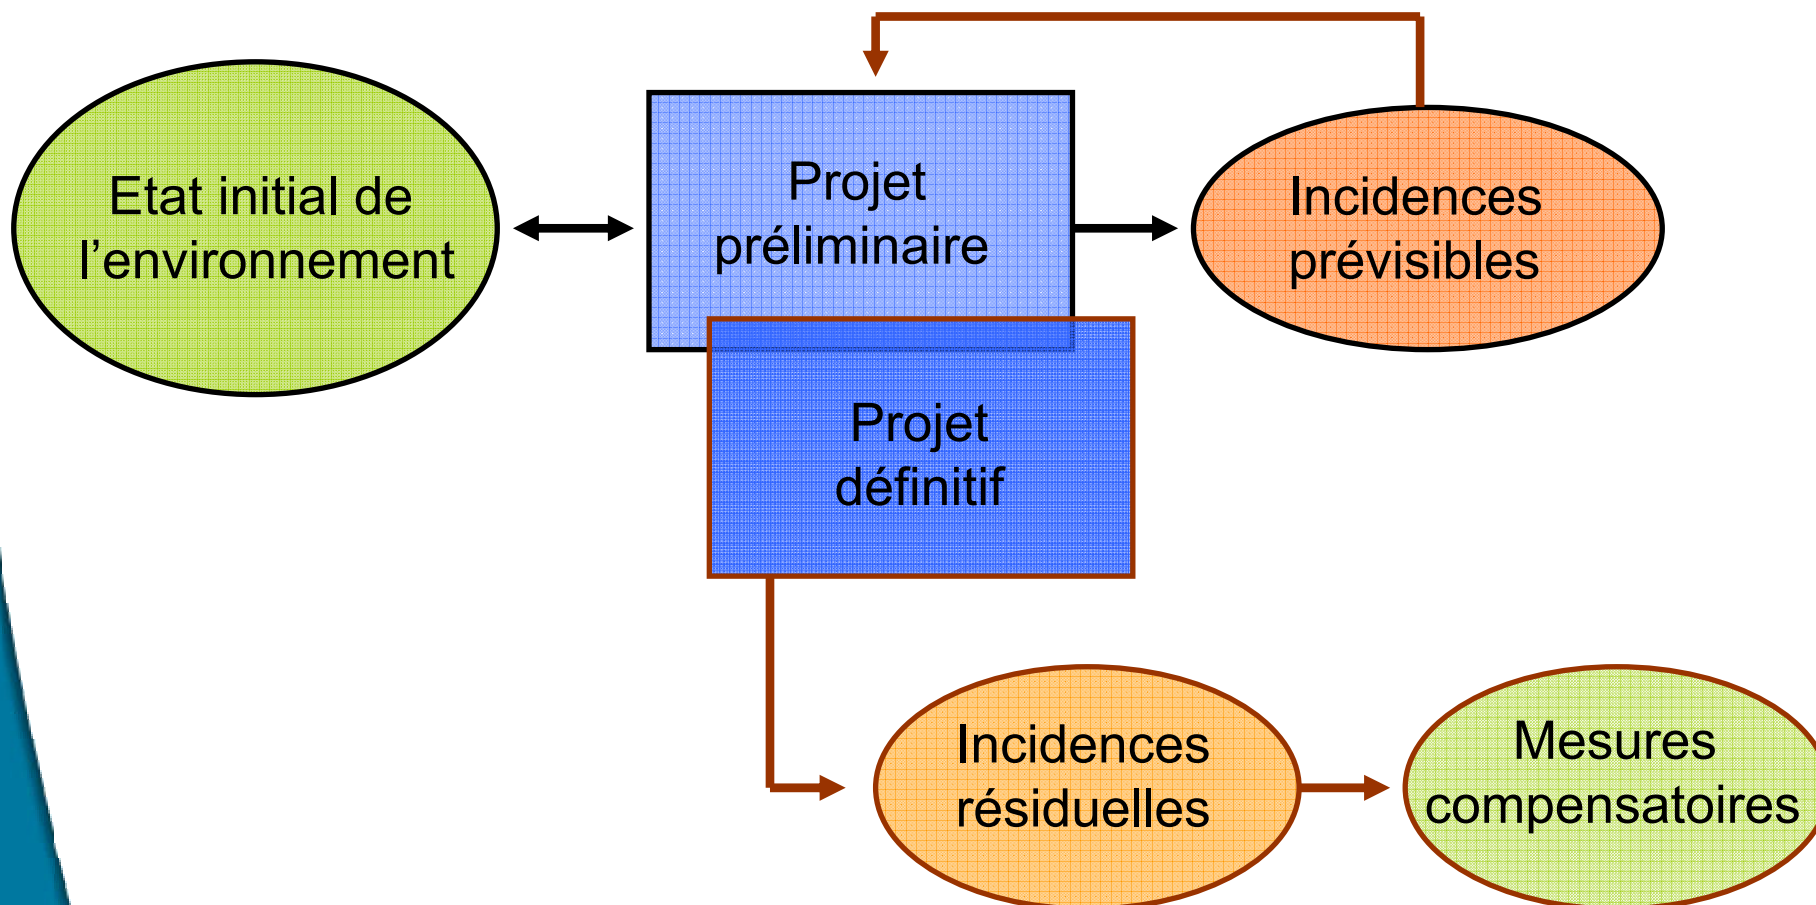 Etat initial de
l’environnement
Projet
préliminaire
Incidences
prévisibles
Projet
définitif
Incidences
résiduelles
Mesures
compensatoires